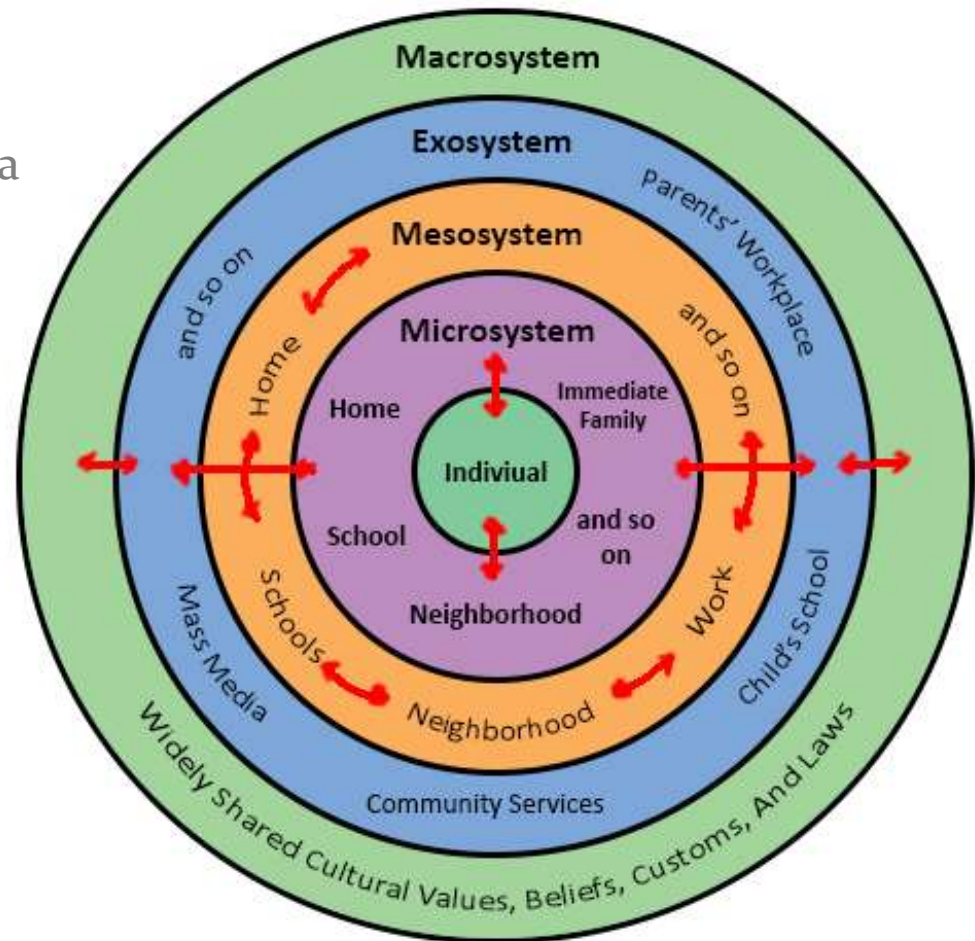 a
Macrosystem
Exosystem
Parents' Workplace
and so on
Mesosystem
Home
and so on
Microsystem
Home
Immediate
Family
Indiviual
School
and so
on
Neighborhood
Schools
Work
Neighborhood
Mass Media
Child's School
Community Services
Widely Shared Cultural Values, Beliefs, Customs, And Laws